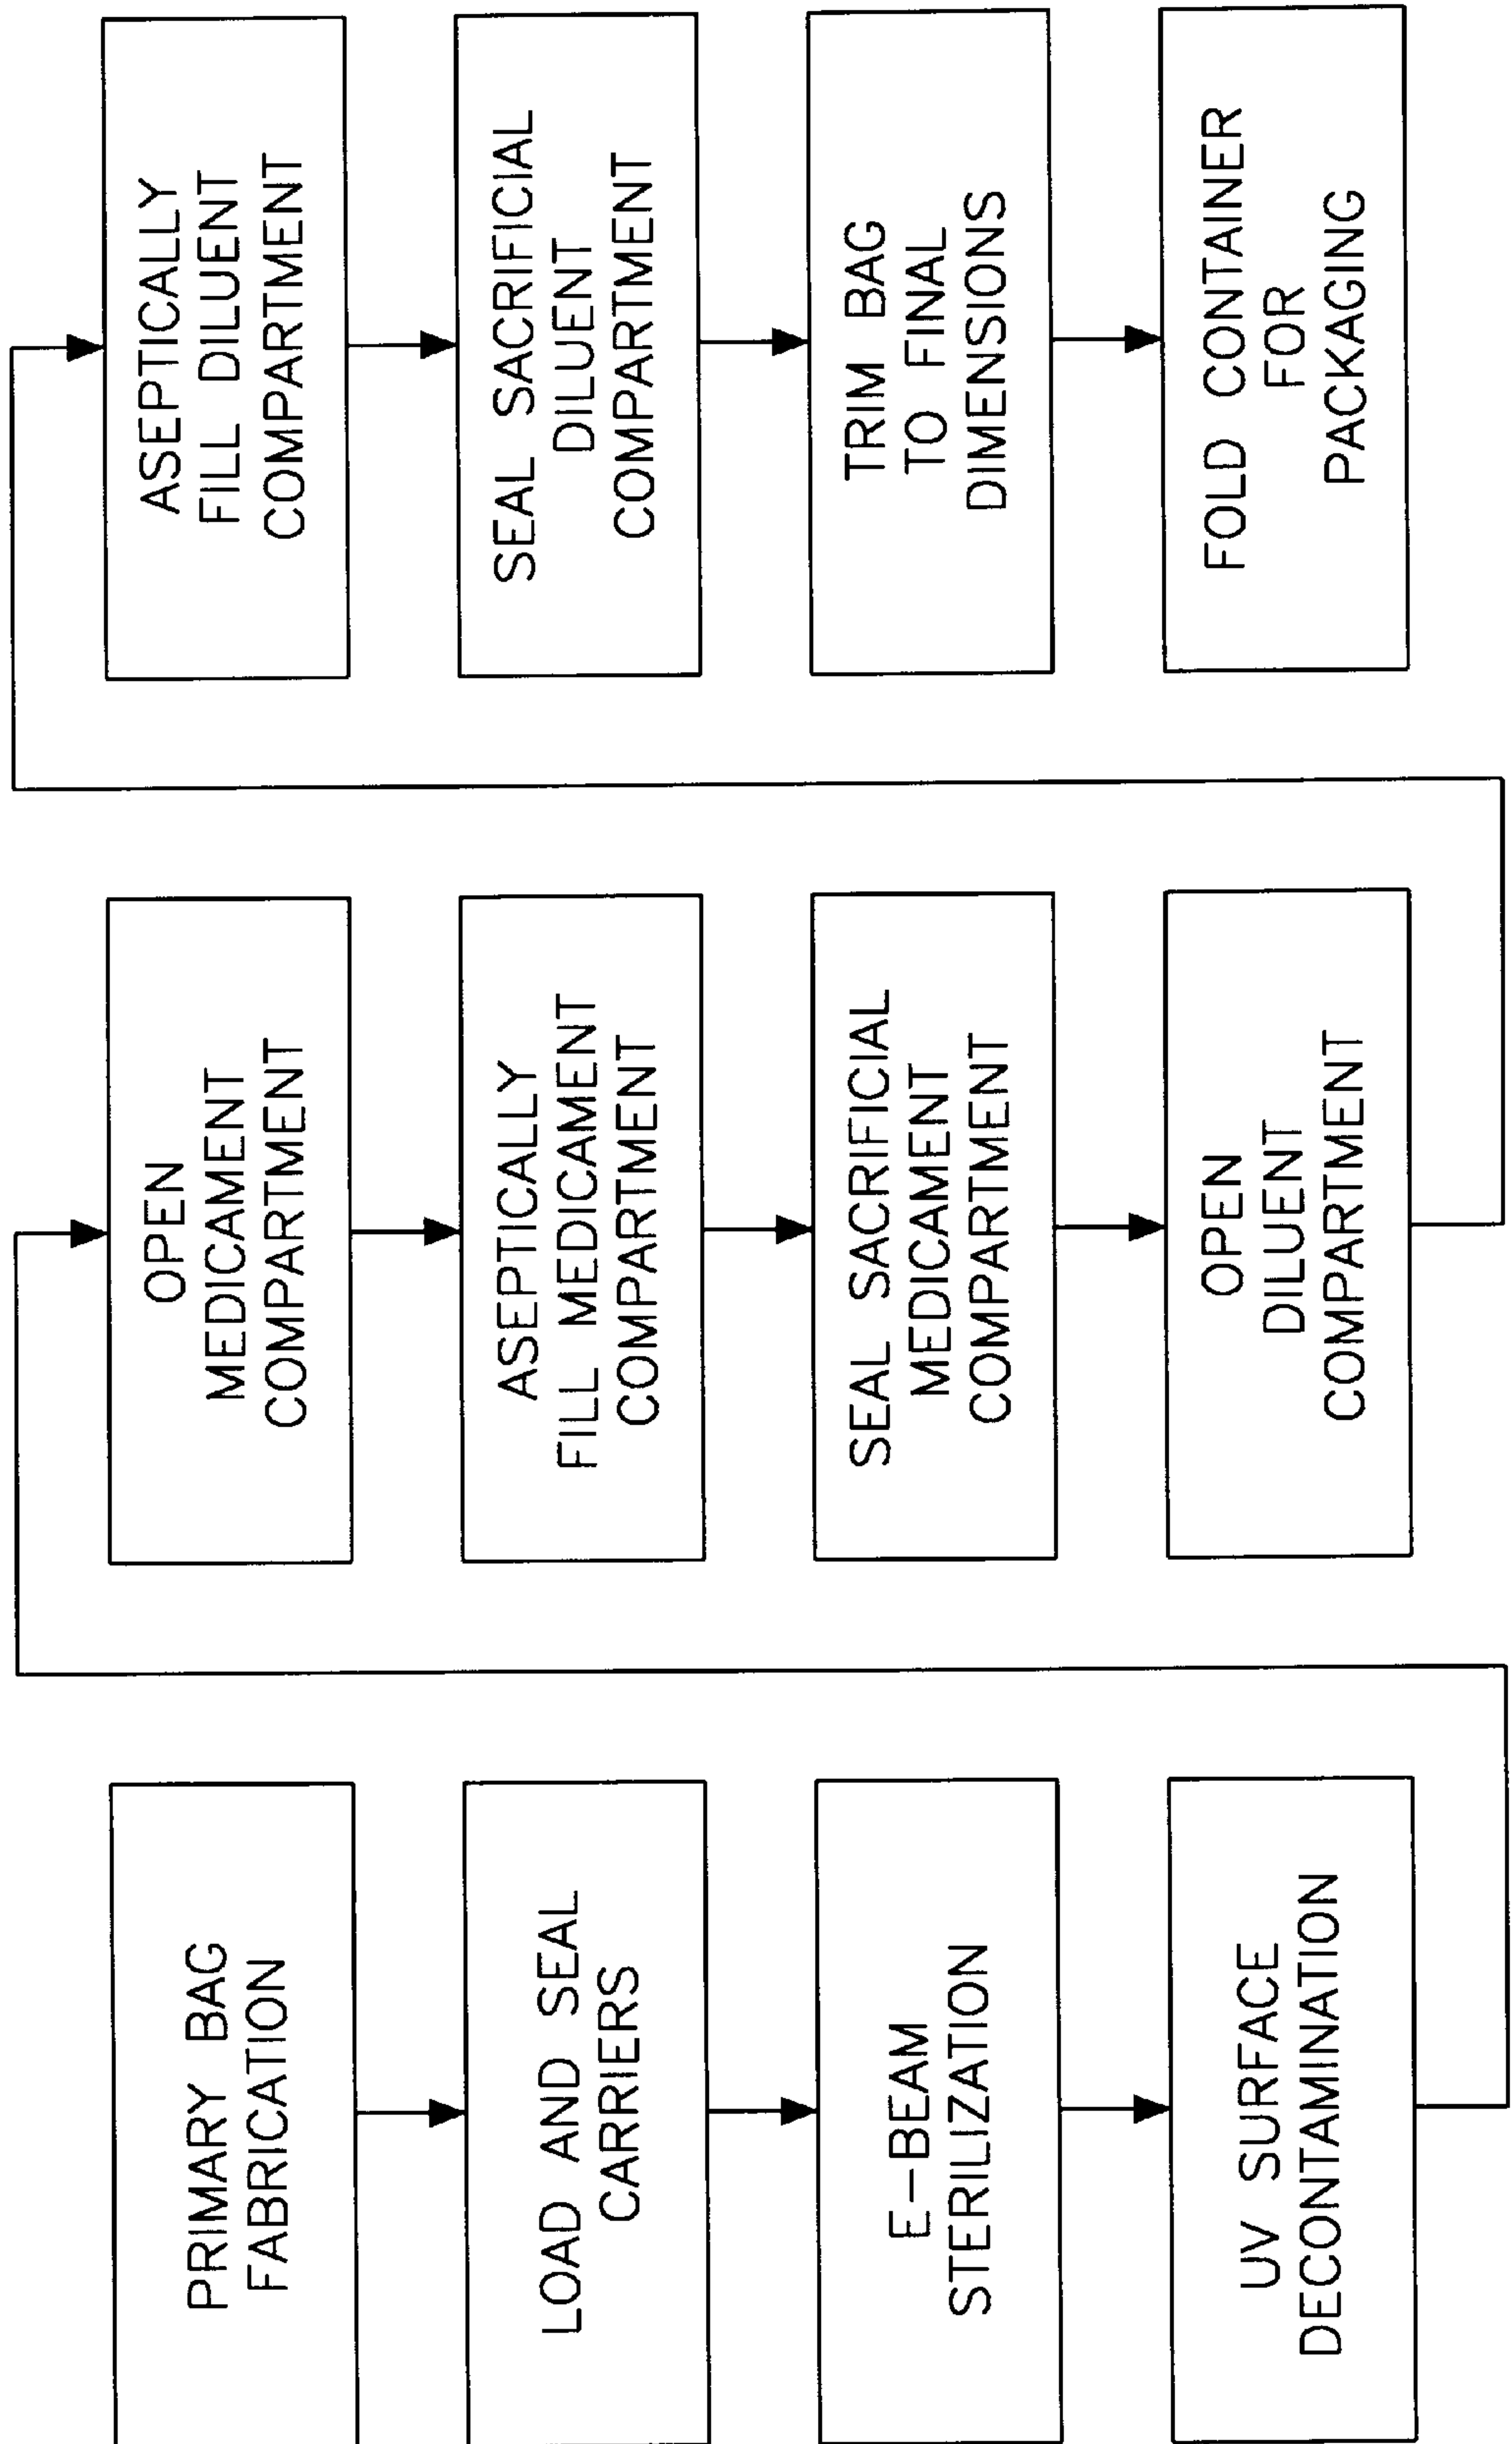 PRIMARY BAG
FABRICATION
LOAD AND SEAL
CARRIERS
E-BEAM
STERILIZATION
UV SURFACE
DECONTAMINATION
OPEN
MEDICAMENT
COMPARTMENT
ASEPTICALLY
FILL MEDICAMENT
COMPARTMENT
SEAL SACRIFICIAL
MEDICAMENT
COMPARTMENT
OPEN
DILUENT
COMPARTMENT
ASEPTICALLY
FILL DILUENT
COMPARTMENT
SEAL SACRIFICIAL
DILUENT
COMPARTMENT
TRIM BAG
TO FINAL
DIMENSIONS
FOLD CONTAINER
FOR
PACKAGING